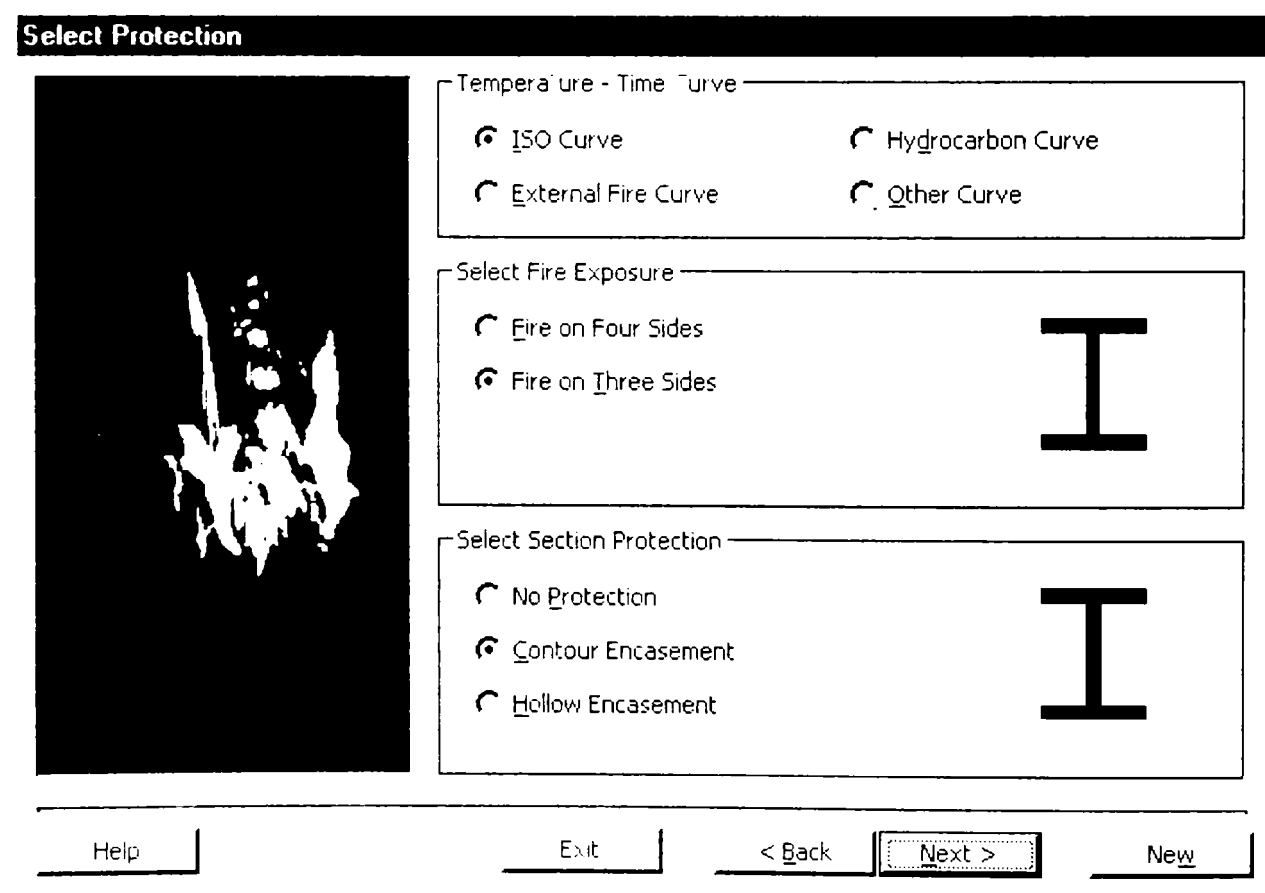 Select Protection
Tempera ure - Time urve
ISO Curve
Hydrocarbon Curve
External Fire Curve
Other Curve
Select Fire Exposure
Fire on Four Sides
Fire on Three Sides
Select Section Protection
No Protection
Contour Encasement
Hollow Encasement
Help
Exit
< Back
Next >
New